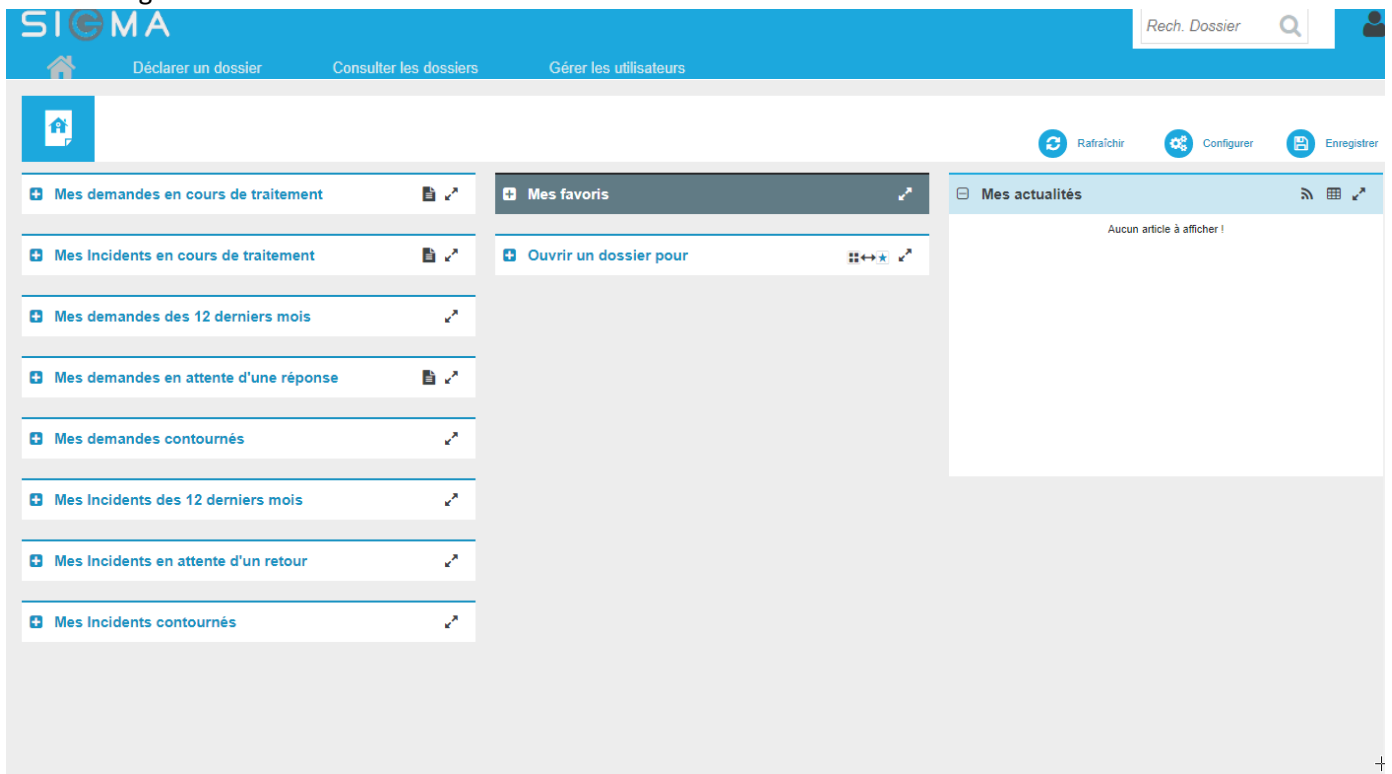 SIGMA
Rech. Dossier
Déclarer un dossier
Consulter les dossiers
Gérer les utilisateurs
Rafraîchir
Configurer
Enregistrer
Mes demandes en cours de traitement
Mes Incidents en cours de traitement
Mes demandes des 12 derniers mois
Mes demandes en attente d'une réponse
Mes demandes contournés
Mes Incidents des 12 derniers mois
Mes Incidents en attente d'un retour
Mes Incidents contournés
Mes favoris
Ouvrir un dossier pour
Mes actualités
Aucun article à afficher !